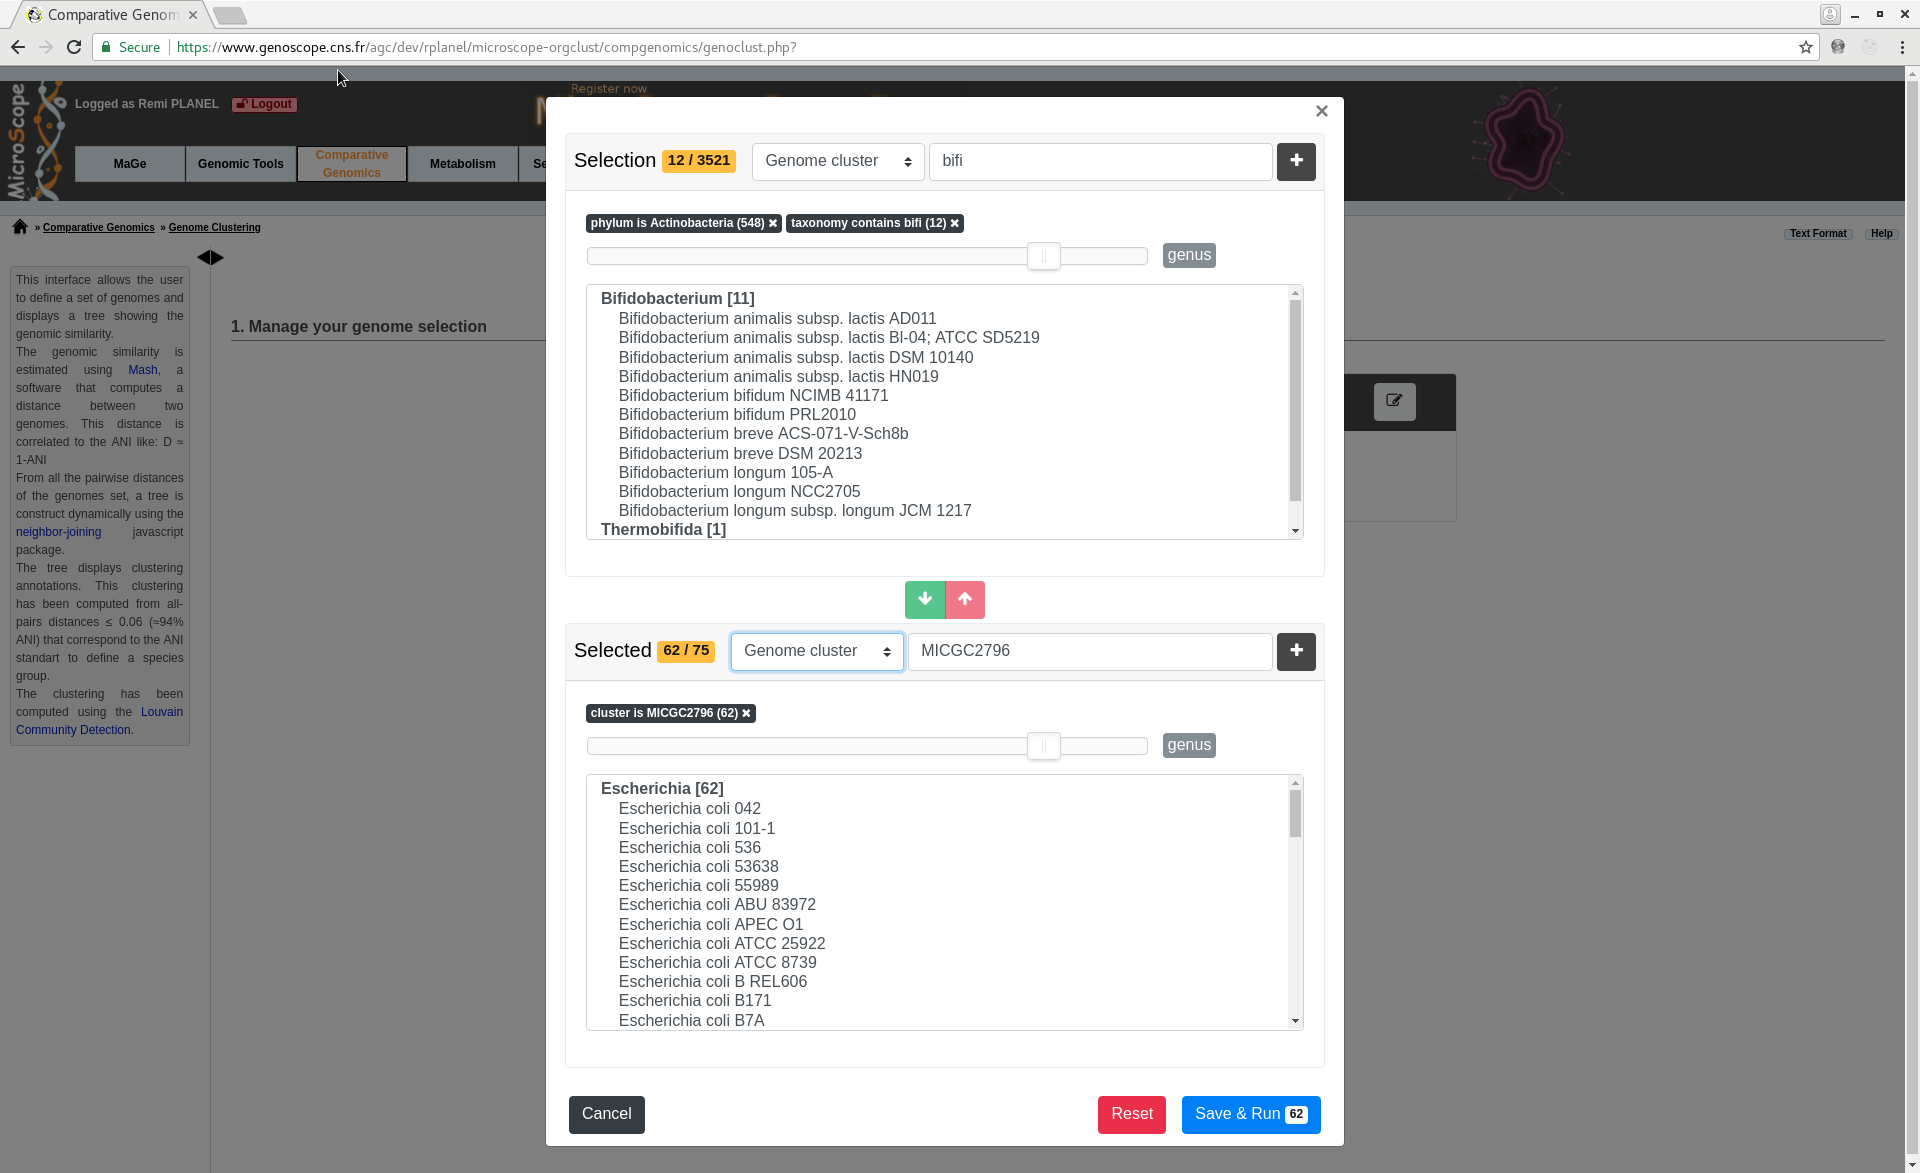 Comparative Genom
Secure
https://www.genoscope.cns.fr/agc/dev/rplanel/microscope-orgclust/compgenomics/genoclust.php?
MicroScope
Logged as Remi PLANEL
Logout
Register now
MaGe
Genomic Tools
Comparative
Genomics
Metabolism
Se
» Comparative Genomics » Genome Clustering
Text Format
Help
This interface allows the user
to define a set of genomes and
displays a tree showing the
genomic similarity.
The genomic similarity is
estimated using Mash, a
software that computes a
distance between two
genomes. This distance is
correlated to the ANI like: D ≈
1-ANI
From all the pairwise distances
of the genomes set, a tree is
construct dynamically using the
neighbor-joining javascript
package.
The tree displays clustering
annotations. This clustering
has been computed from all-
pairs distances ≤ 0.06 (≈94%
ANI) that correspond to the ANI
standart to define a species
group.
The clustering has been
computed using the Louvain
Community Detection.
1. Manage your genome selection
×
Selection 12 / 3521 Genome cluster bifi +
phylum is Actinobacteria (548) × taxonomy contains bifi (12) ×
genus
Bifidobacterium [11]
Bifidobacterium animalis subsp. lactis AD011
Bifidobacterium animalis subsp. lactis Bl-04; ATCC SD5219
Bifidobacterium animalis subsp. lactis DSM 10140
Bifidobacterium animalis subsp. lactis HN019
Bifidobacterium bifidum NCIMB 41171
Bifidobacterium bifidum PRL2010
Bifidobacterium breve ACS-071-V-Sch8b
Bifidobacterium breve DSM 20213
Bifidobacterium longum 105-A
Bifidobacterium longum NCC2705
Bifidobacterium longum subsp. longum JCM 1217
Thermobifida [1]
Selected 62 / 75 Genome cluster MICGC2796 +
cluster is MICGC2796 (62) ×
genus
Escherichia [62]
Escherichia coli 042
Escherichia coli 101-1
Escherichia coli 536
Escherichia coli 53638
Escherichia coli 55989
Escherichia coli ABU 83972
Escherichia coli APEC O1
Escherichia coli ATCC 25922
Escherichia coli ATCC 8739
Escherichia coli B REL606
Escherichia coli B171
Escherichia coli B7A
Cancel
Reset
Save & Run 62